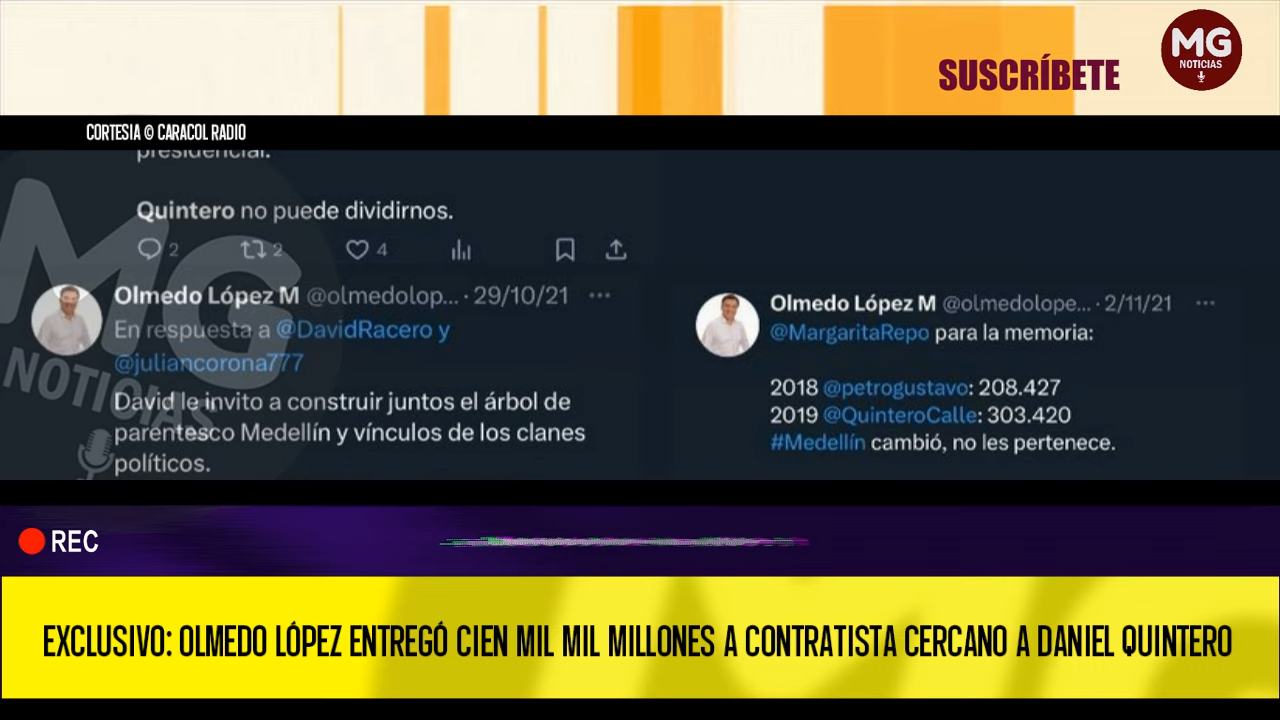 SUSCRÍBETE
MG
NOTICIAS
CORTESIA © CARACOL RADIO
presidencial.
Quintero no puede dividirnos.
2 2 4
Olmedo López M @olmedolop... · 29/10/21 ...
En respuesta a @DavidRacero y
@juliancorona777
David le invito a construir juntos el árbol de
parentesco Medellín y vínculos de los clanes
políticos.
Olmedo López M @olmedolope... · 2/11/21 ...
@MargaritaRepo para la memoria:
2018 @petrogustavo: 208.427
2019 @QuinteroCalle: 303.420
#Medellín cambió, no les pertenece.
MG
NOTICIAS
REC
EXCLUSIVO: OLMEDO LÓPEZ ENTREGÓ CIEN MIL MIL MILLONES A CONTRATISTA CERCANO A DANIEL QUINTERO